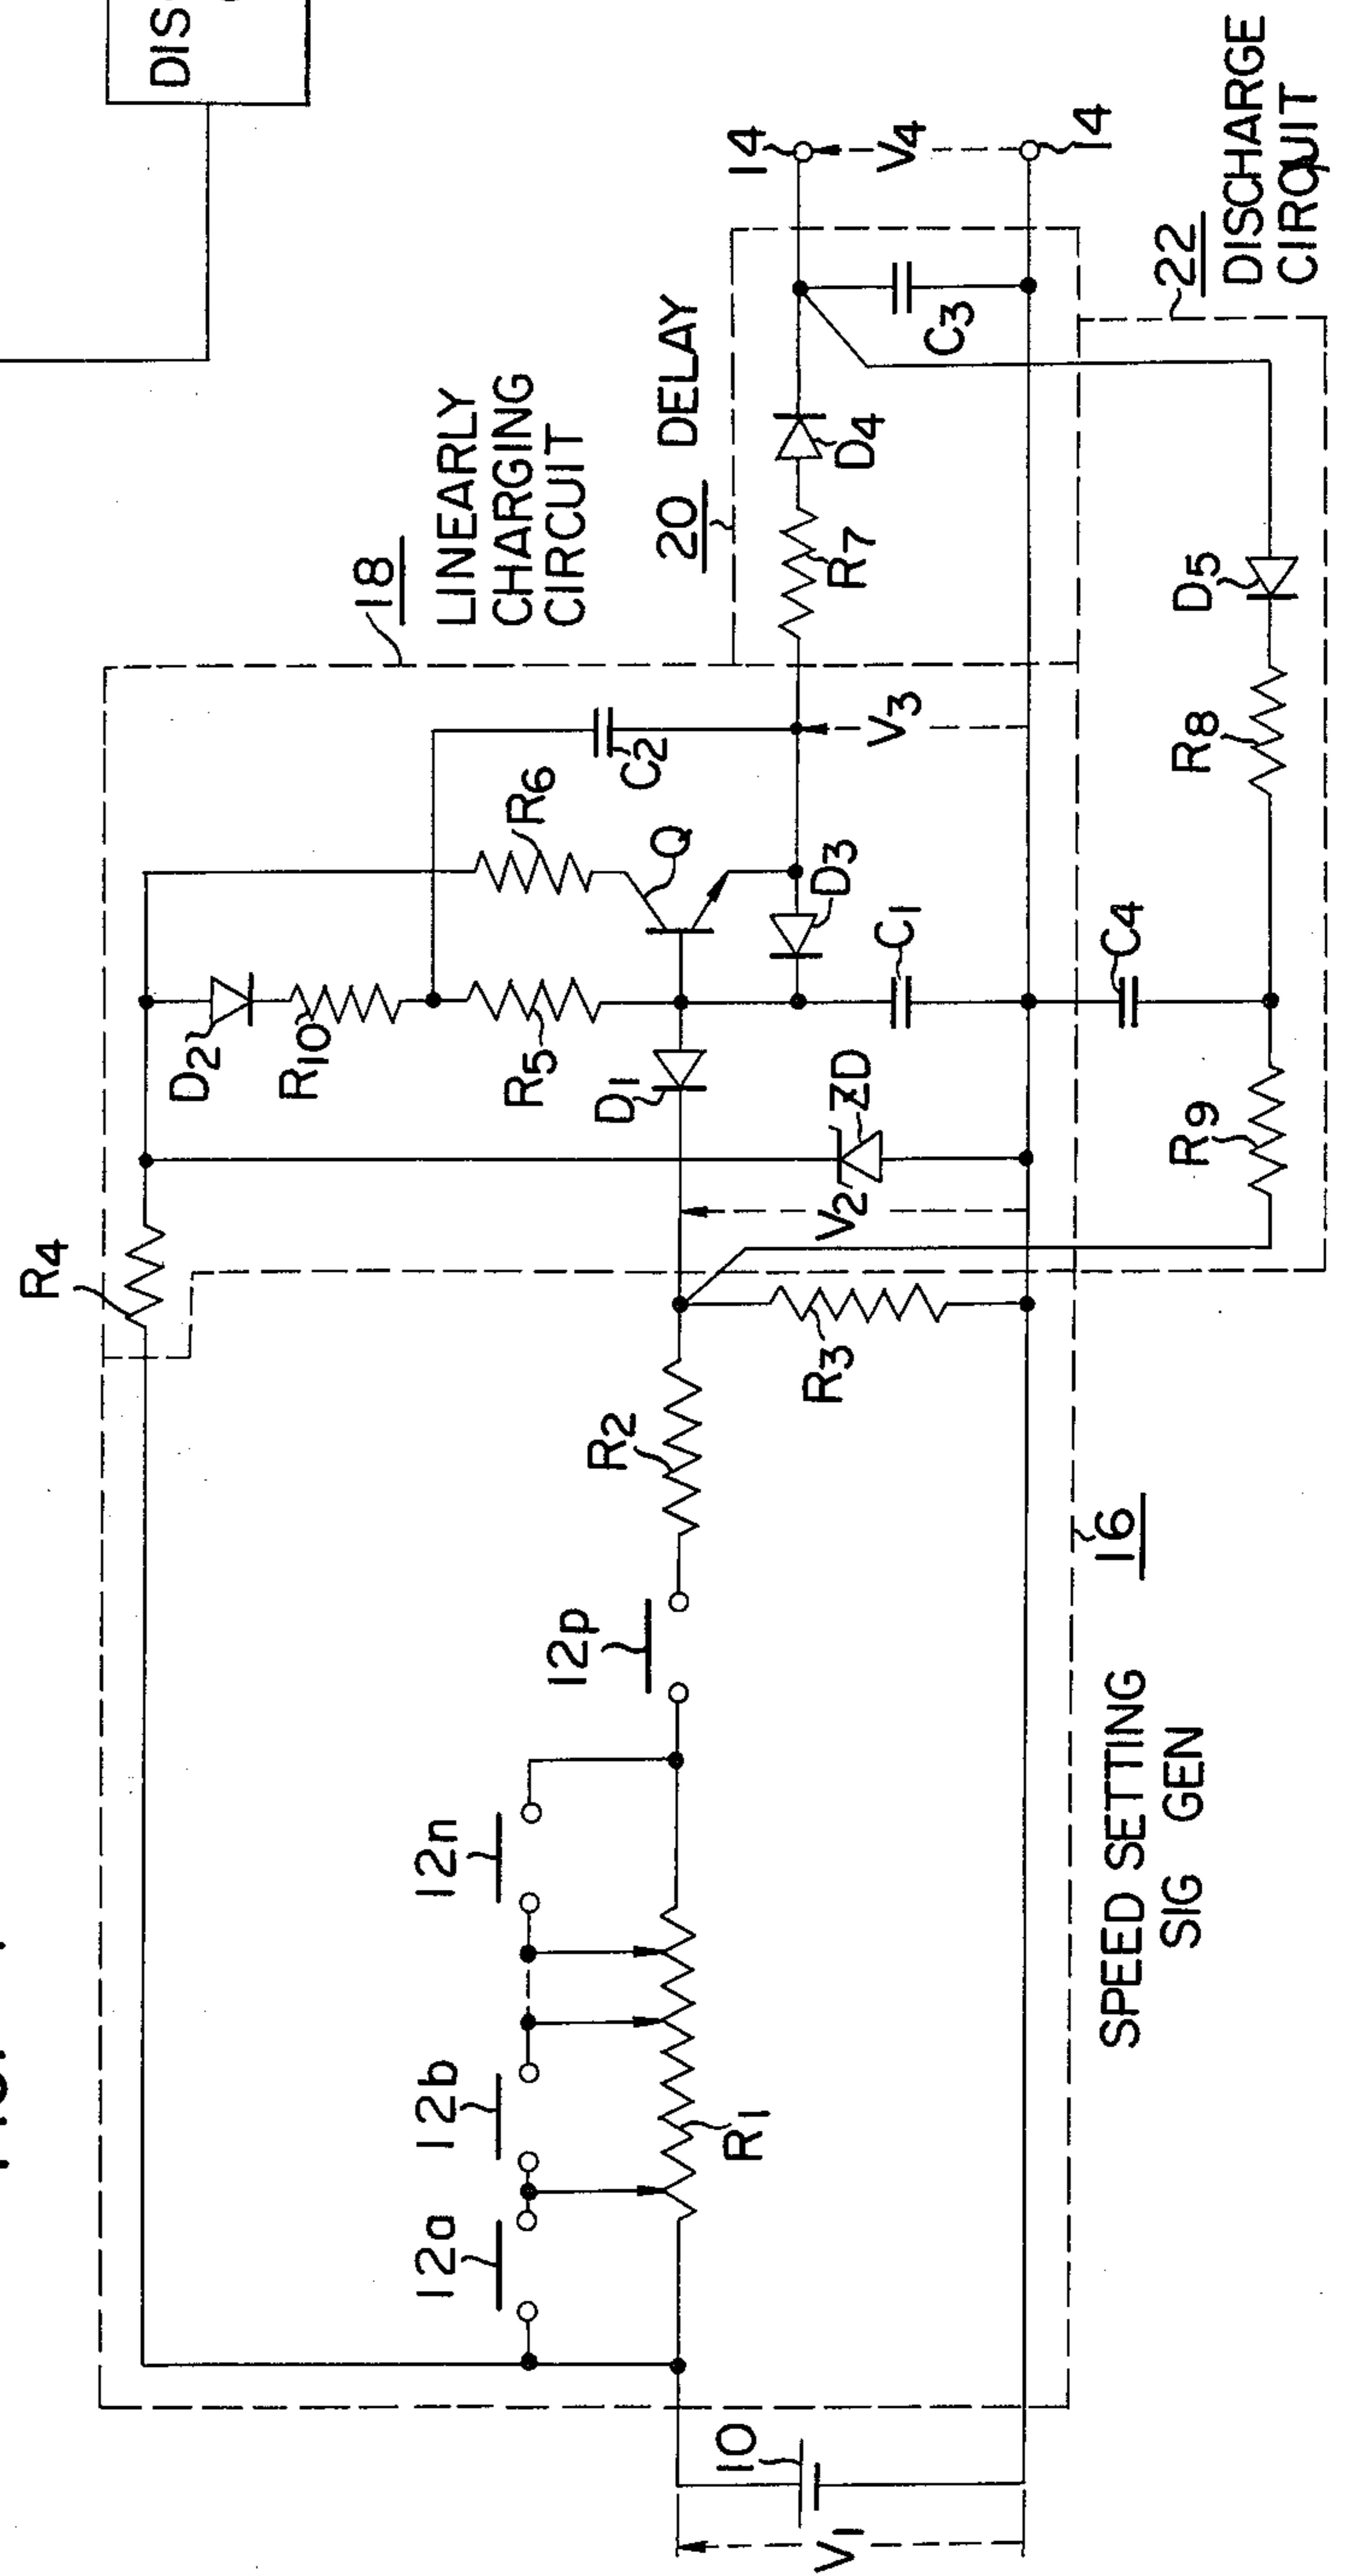 DIS
R4
18
LINEARLY
CHARGING
CIRCUIT
D2
R10
R6
R5
Q
C2
D1
D3
C1
ZD
V2
V3
20 DELAY
R7
D4
C3
14
V4
14
22
DISCHARGE
CIRCUIT
C4
R9
R8
D5
12a
12b
12n
12p
R1
R2
R3
10
V1
16
SPEED SETTING
SIG GEN